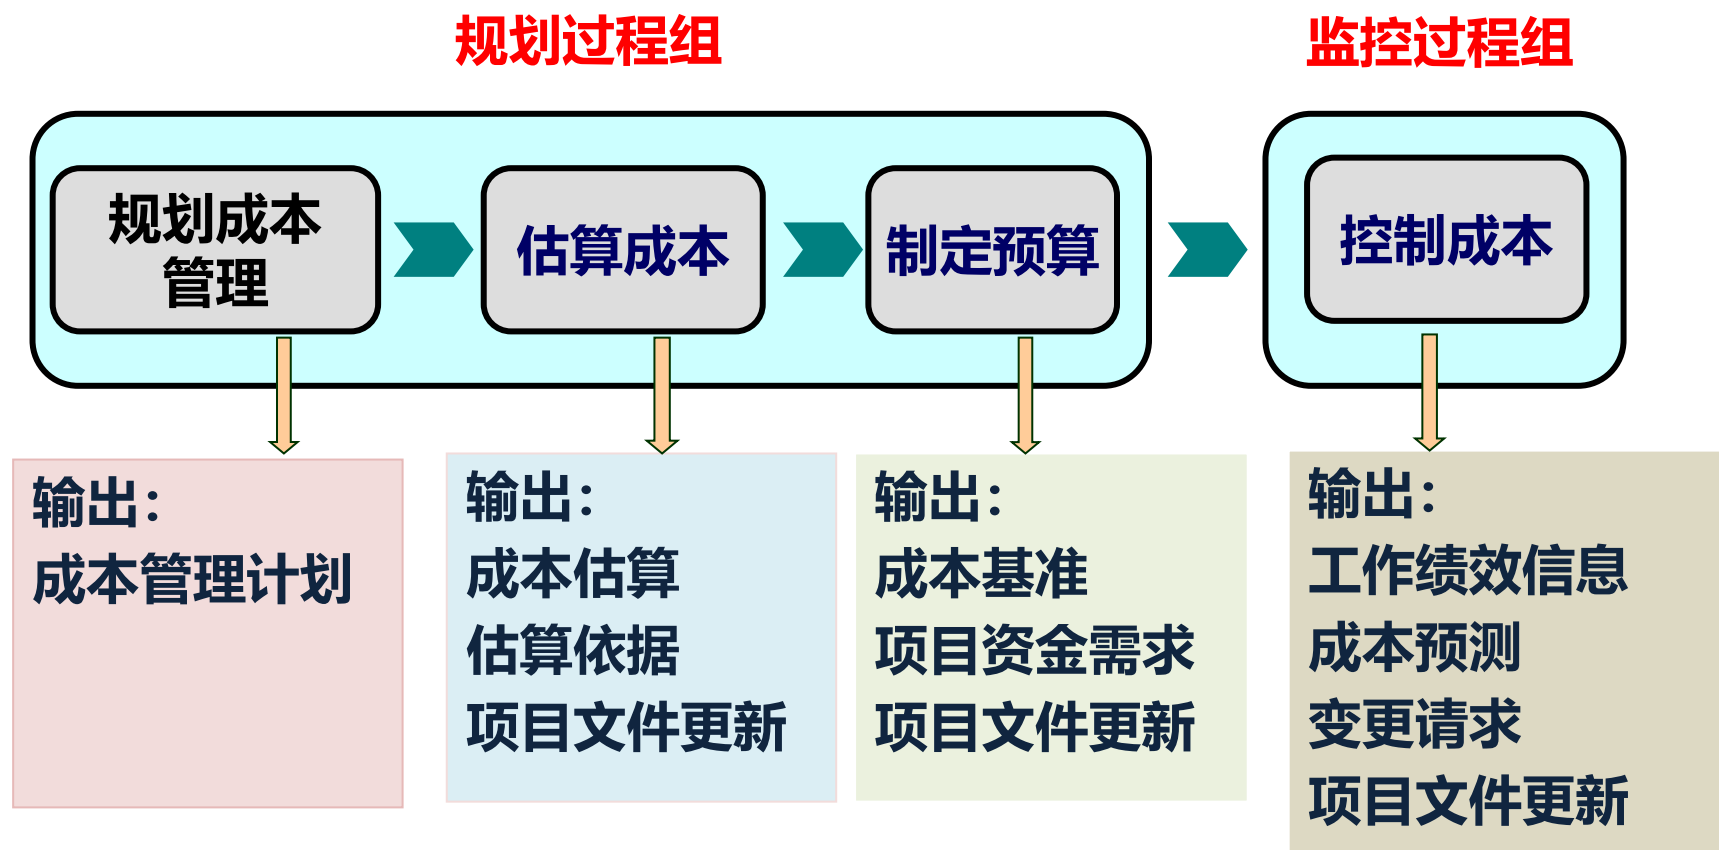 规划过程组
监控过程组
规划成本
管理
估算成本
制定预算
控制成本
输出：
成本管理计划
输出：
成本估算
估算依据
项目文件更新
输出：
成本基准
项目资金需求
项目文件更新
输出：
工作绩效信息
成本预测
变更请求
项目文件更新